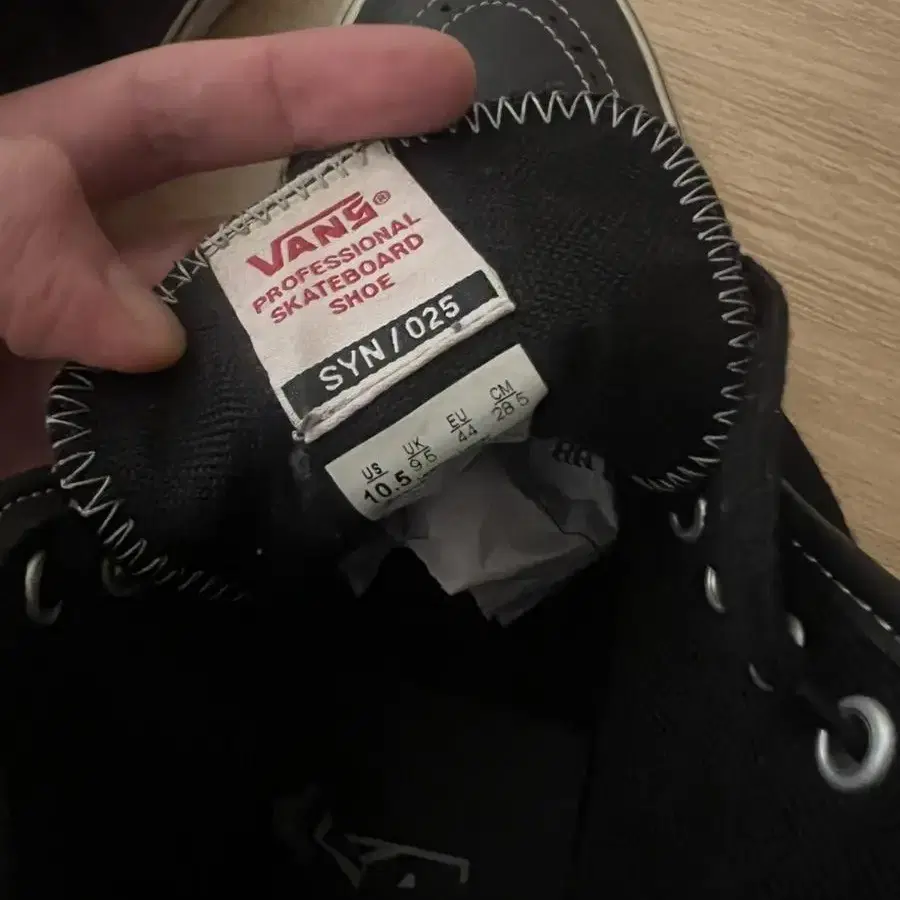 VANS®
PROFESSIONAL
SKATEBOARD
SHOE
SYN / 025
US UK EU CM
10.5 9 5 44 28 5